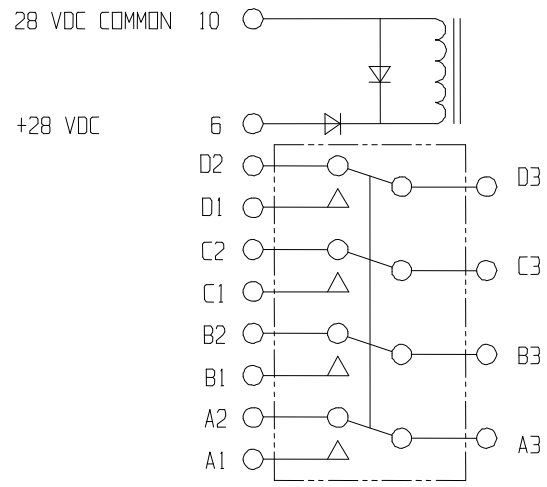 28 VDC COMMON 10
+28 VDC 6
D2
D3
D1
C2
C3
C1
B2
B3
B1
A2
A3
A1